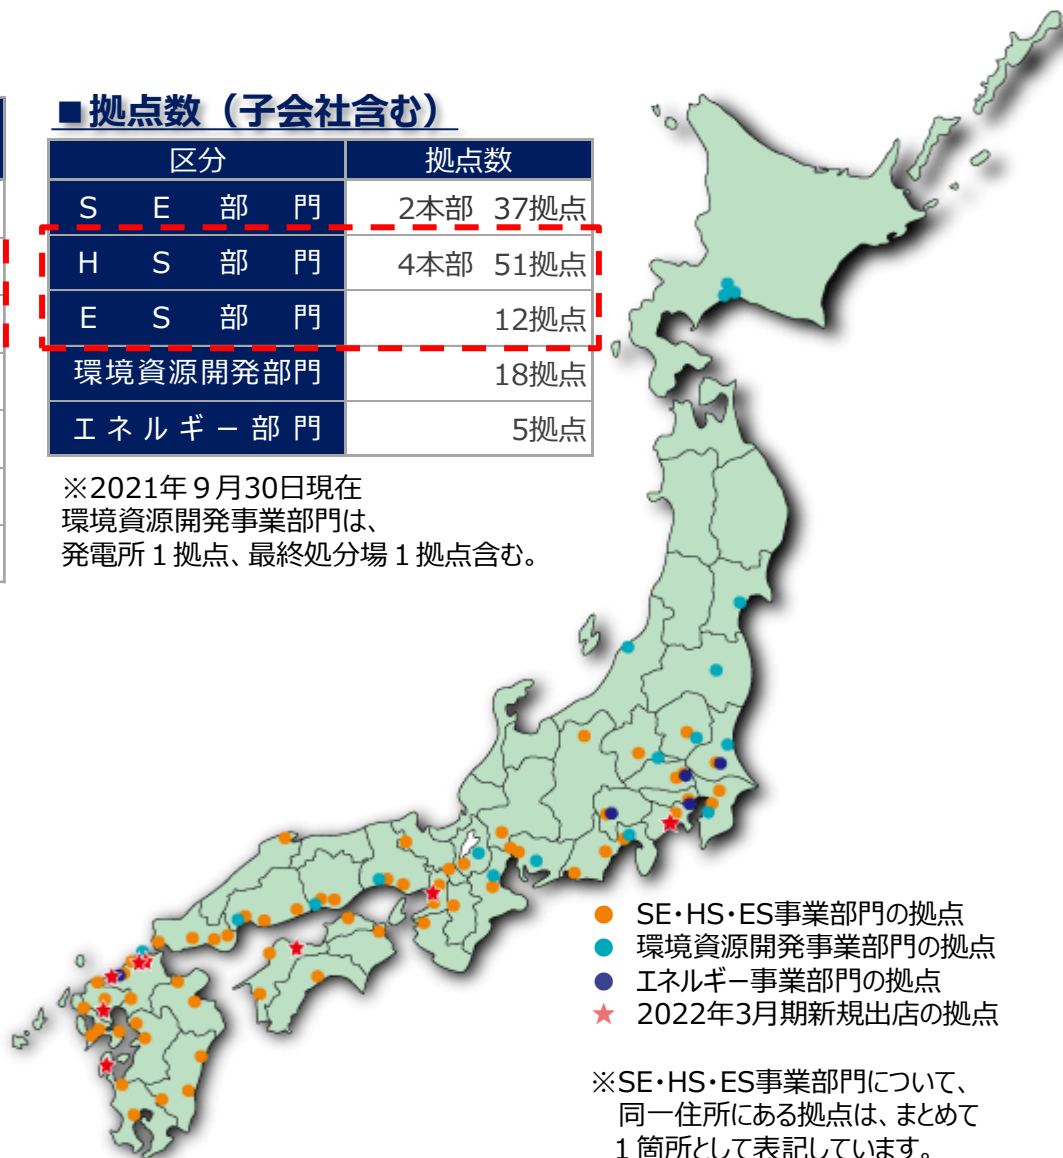 ■拠点数（子会社含む）
区分 拠点数
SE部門 2本部 37拠点
HS部門 4本部 51拠点
ES部門 12拠点
環境資源開発部門 18拠点
エネルギー部門 5拠点
※2021年９月30日現在
環境資源開発事業部門は、
発電所１拠点、最終処分場１拠点含む。
● SE・HS・ES事業部門の拠点
● 環境資源開発事業部門の拠点
● エネルギー事業部門の拠点
★ 2022年3月期新規出店の拠点
※SE・HS・ES事業部門について、
同一住所にある拠点は、まとめて
１箇所として表記しています。